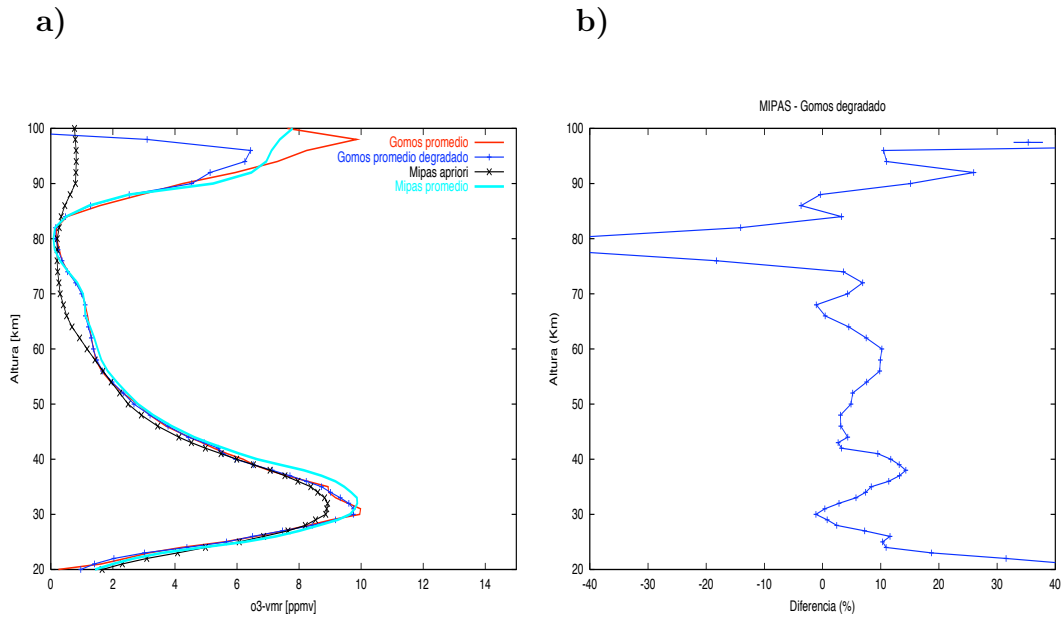 a)
b)
MIPAS - Gomos degradado
Gomos promedio
Gomos promedio degradado
Mipas apriori
Mipas promedio
100
90
80
70
60
50
40
30
20
Altura [km]
0 2 4 6 8 10 12 14
o3-vmr [ppmv]
100
90
80
70
60
50
40
30
20
Altura (Km)
-40 -30 -20 -10 0 10 20 30 40
Diferencia (%)